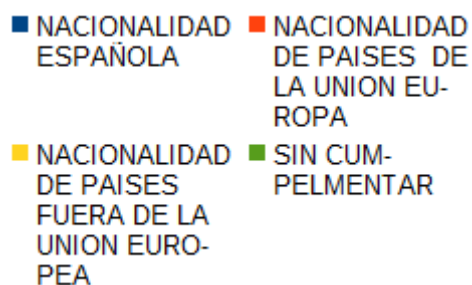 NACIONALIDAD
ESPAÑOLA
NACIONALIDAD
DE PAISES DE
LA UNION EU-
ROPA
NACIONALIDAD
DE PAISES
FUERA DE LA
UNION EURO-
PEA
SIN CUM-
PELMENTAR